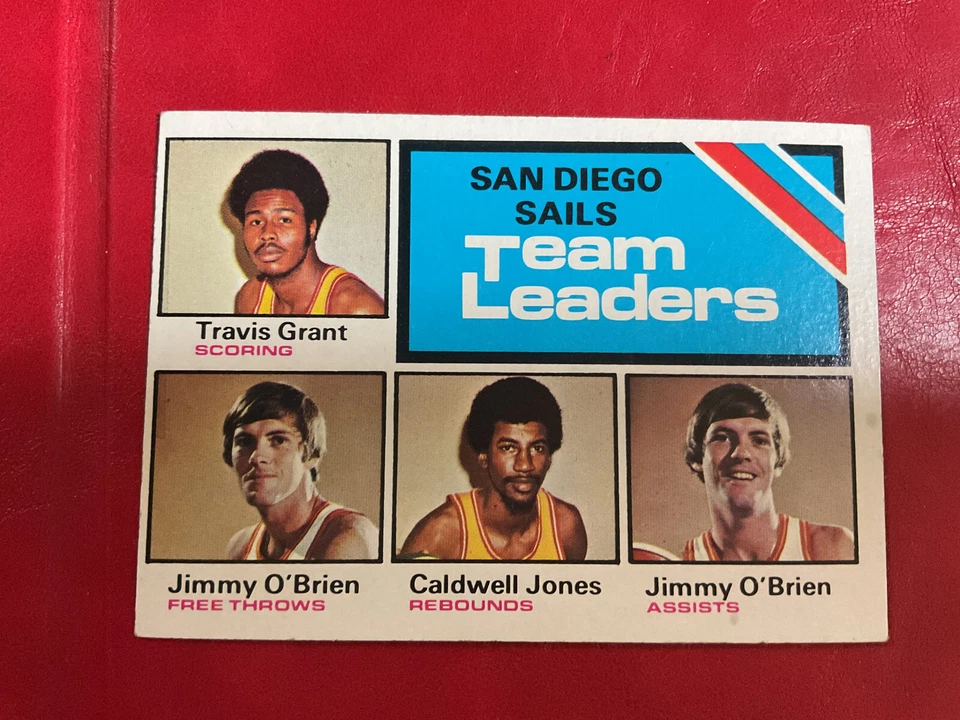 SAN DIEGO
SAILS
Team
Leaders
Travis Grant
SCORING
Jimmy O'Brien
FREE THROWS
Caldwell Jones
REBOUNDS
Jimmy O'Brien
ASSISTS